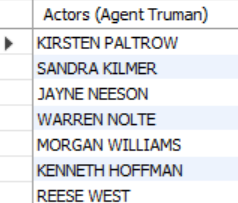 Actors (Agent Truman)
KIRSTEN PALTROW
SANDRA KILMER
JAYNE NEESON
WARREN NOLTE
MORGAN WILLIAMS
KENNETH HOFFMAN
REESE WEST